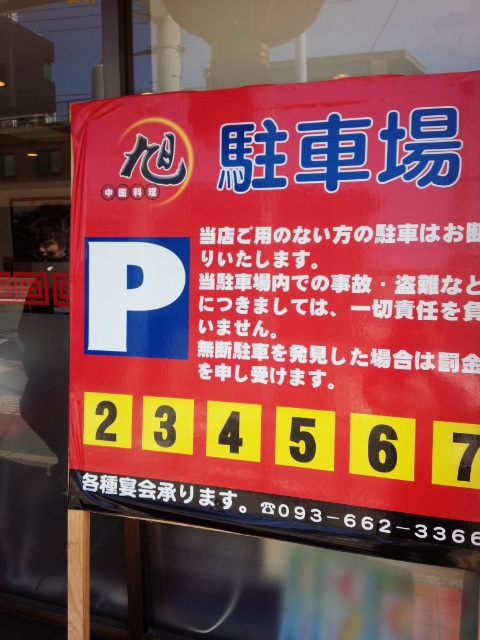 旭
中国料理
駐車場
P
当店ご用のない方の駐車はお断
りいたします。
当駐車場内での事故・盗難など
につきましては、一切責任を負
いません。
無断駐車を発見した場合は罰金
を申し受けます。
2 3 4 5 6 7
各種宴会承ります。☎093-662-3366